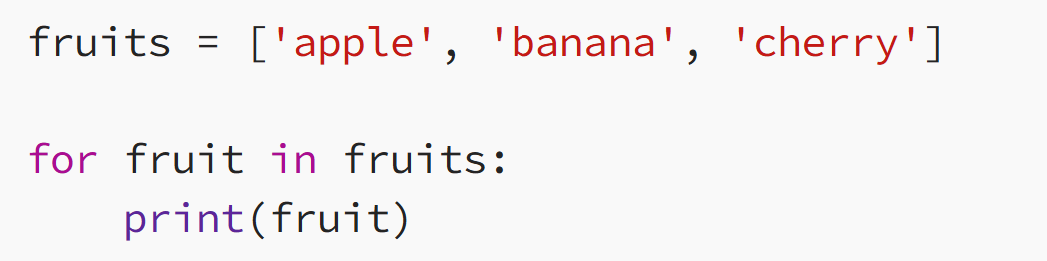 fruits = ['apple', 'banana', 'cherry']

for fruit in fruits:
    print(fruit)